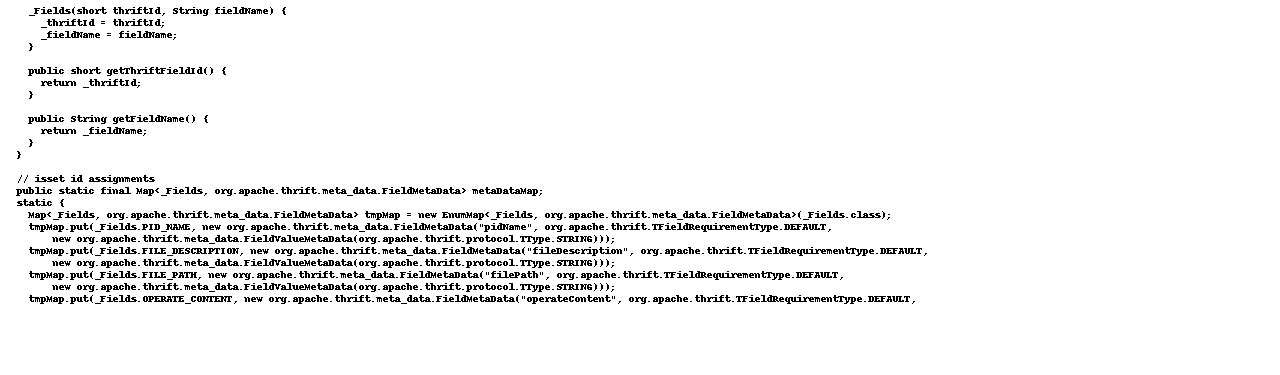 _Fields(short thriftId, String fieldName) {
_thriftId = thriftId;
_fieldName = fieldName;
}
public short getThriftFieldId() {
return _thriftId;
}
public String getFieldName() {
return _fieldName;
}
}
// isset id assignments
public static final Map<_Fields, org.apache.thrift.meta_data.FieldMetaData> metaDataMap;
static {
Map<_Fields, org.apache.thrift.meta_data.FieldMetaData> tmpMap = new EnumMap<_Fields, org.apache.thrift.meta_data.FieldMetaData>(_Fields.class);
tmpMap.put(_Fields.PID_NAME, new org.apache.thrift.meta_data.FieldMetaData("pidName", org.apache.thrift.TFieldRequirementType.DEFAULT,
new org.apache.thrift.meta_data.FieldValueMetaData(org.apache.thrift.protocol.TType.STRING)));
tmpMap.put(_Fields.FILE_DESCRIPTION, new org.apache.thrift.meta_data.FieldMetaData("fileDescription", org.apache.thrift.TFieldRequirementType.DEFAULT,
new org.apache.thrift.meta_data.FieldValueMetaData(org.apache.thrift.protocol.TType.STRING)));
tmpMap.put(_Fields.FILE_PATH, new org.apache.thrift.meta_data.FieldMetaData("filePath", org.apache.thrift.TFieldRequirementType.DEFAULT,
new org.apache.thrift.meta_data.FieldValueMetaData(org.apache.thrift.protocol.TType.STRING)));
tmpMap.put(_Fields.OPERATE_CONTENT, new org.apache.thrift.meta_data.FieldMetaData("operateContent", org.apache.thrift.TFieldRequirementType.DEFAULT,